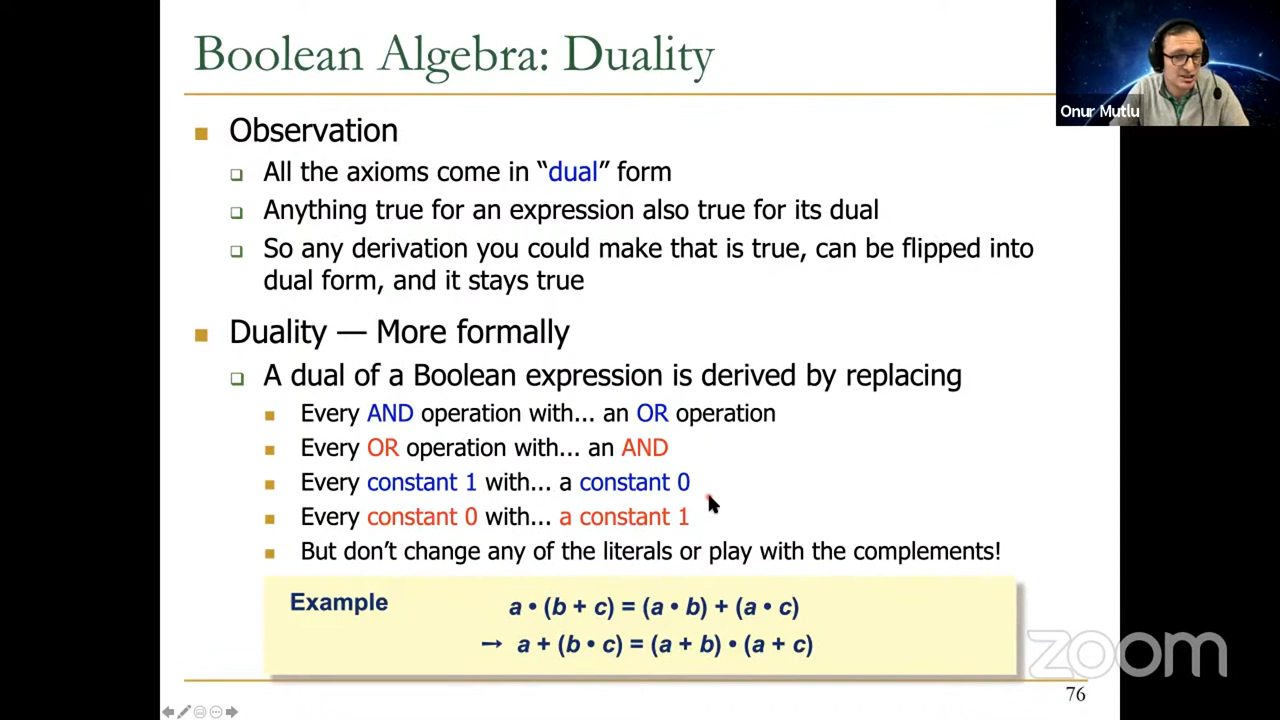 Boolean Algebra: Duality
Onur Mutlu
Observation
All the axioms come in “dual” form
Anything true for an expression also true for its dual
So any derivation you could make that is true, can be flipped into
dual form, and it stays true
Duality — More formally
A dual of a Boolean expression is derived by replacing
Every AND operation with... an OR operation
Every OR operation with... an AND
Every constant 1 with... a constant 0
Every constant 0 with... a constant 1
But don’t change any of the literals or play with the complements!
Example
a • (b + c) = (a • b) + (a • c)
→ a + (b • c) = (a + b) • (a + c)
zoom
76